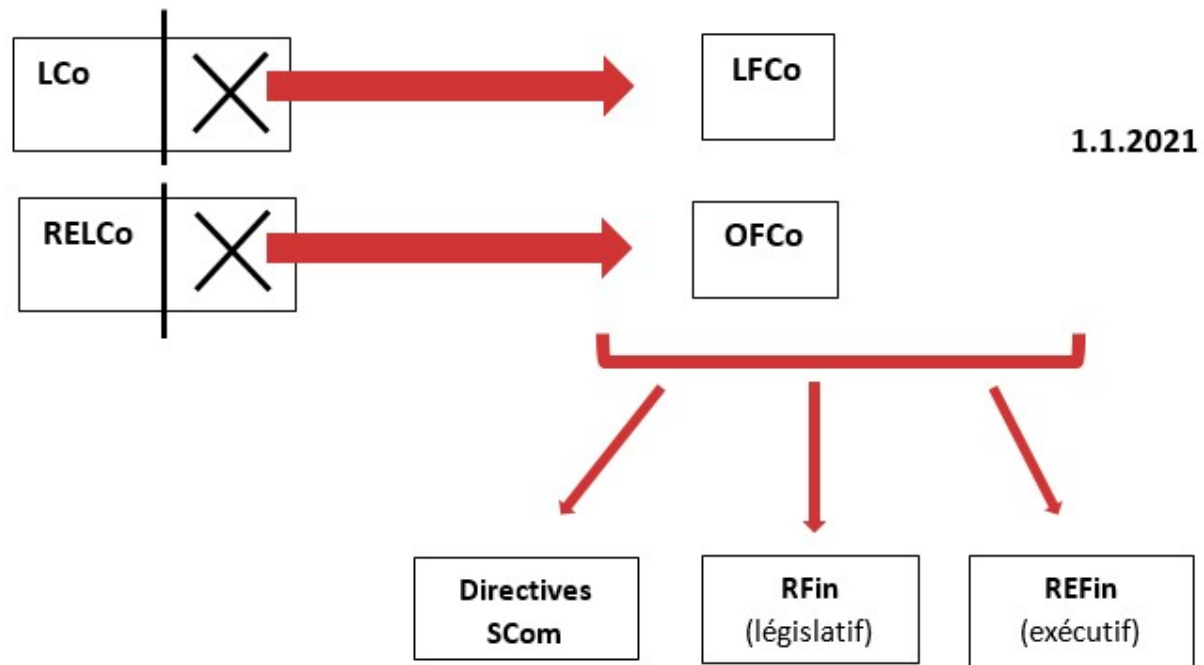 LCo
LFCo
1.1.2021
RELCo
OFCo
Directives
SCom
RFin
(législatif)
REFin
(exécutif)